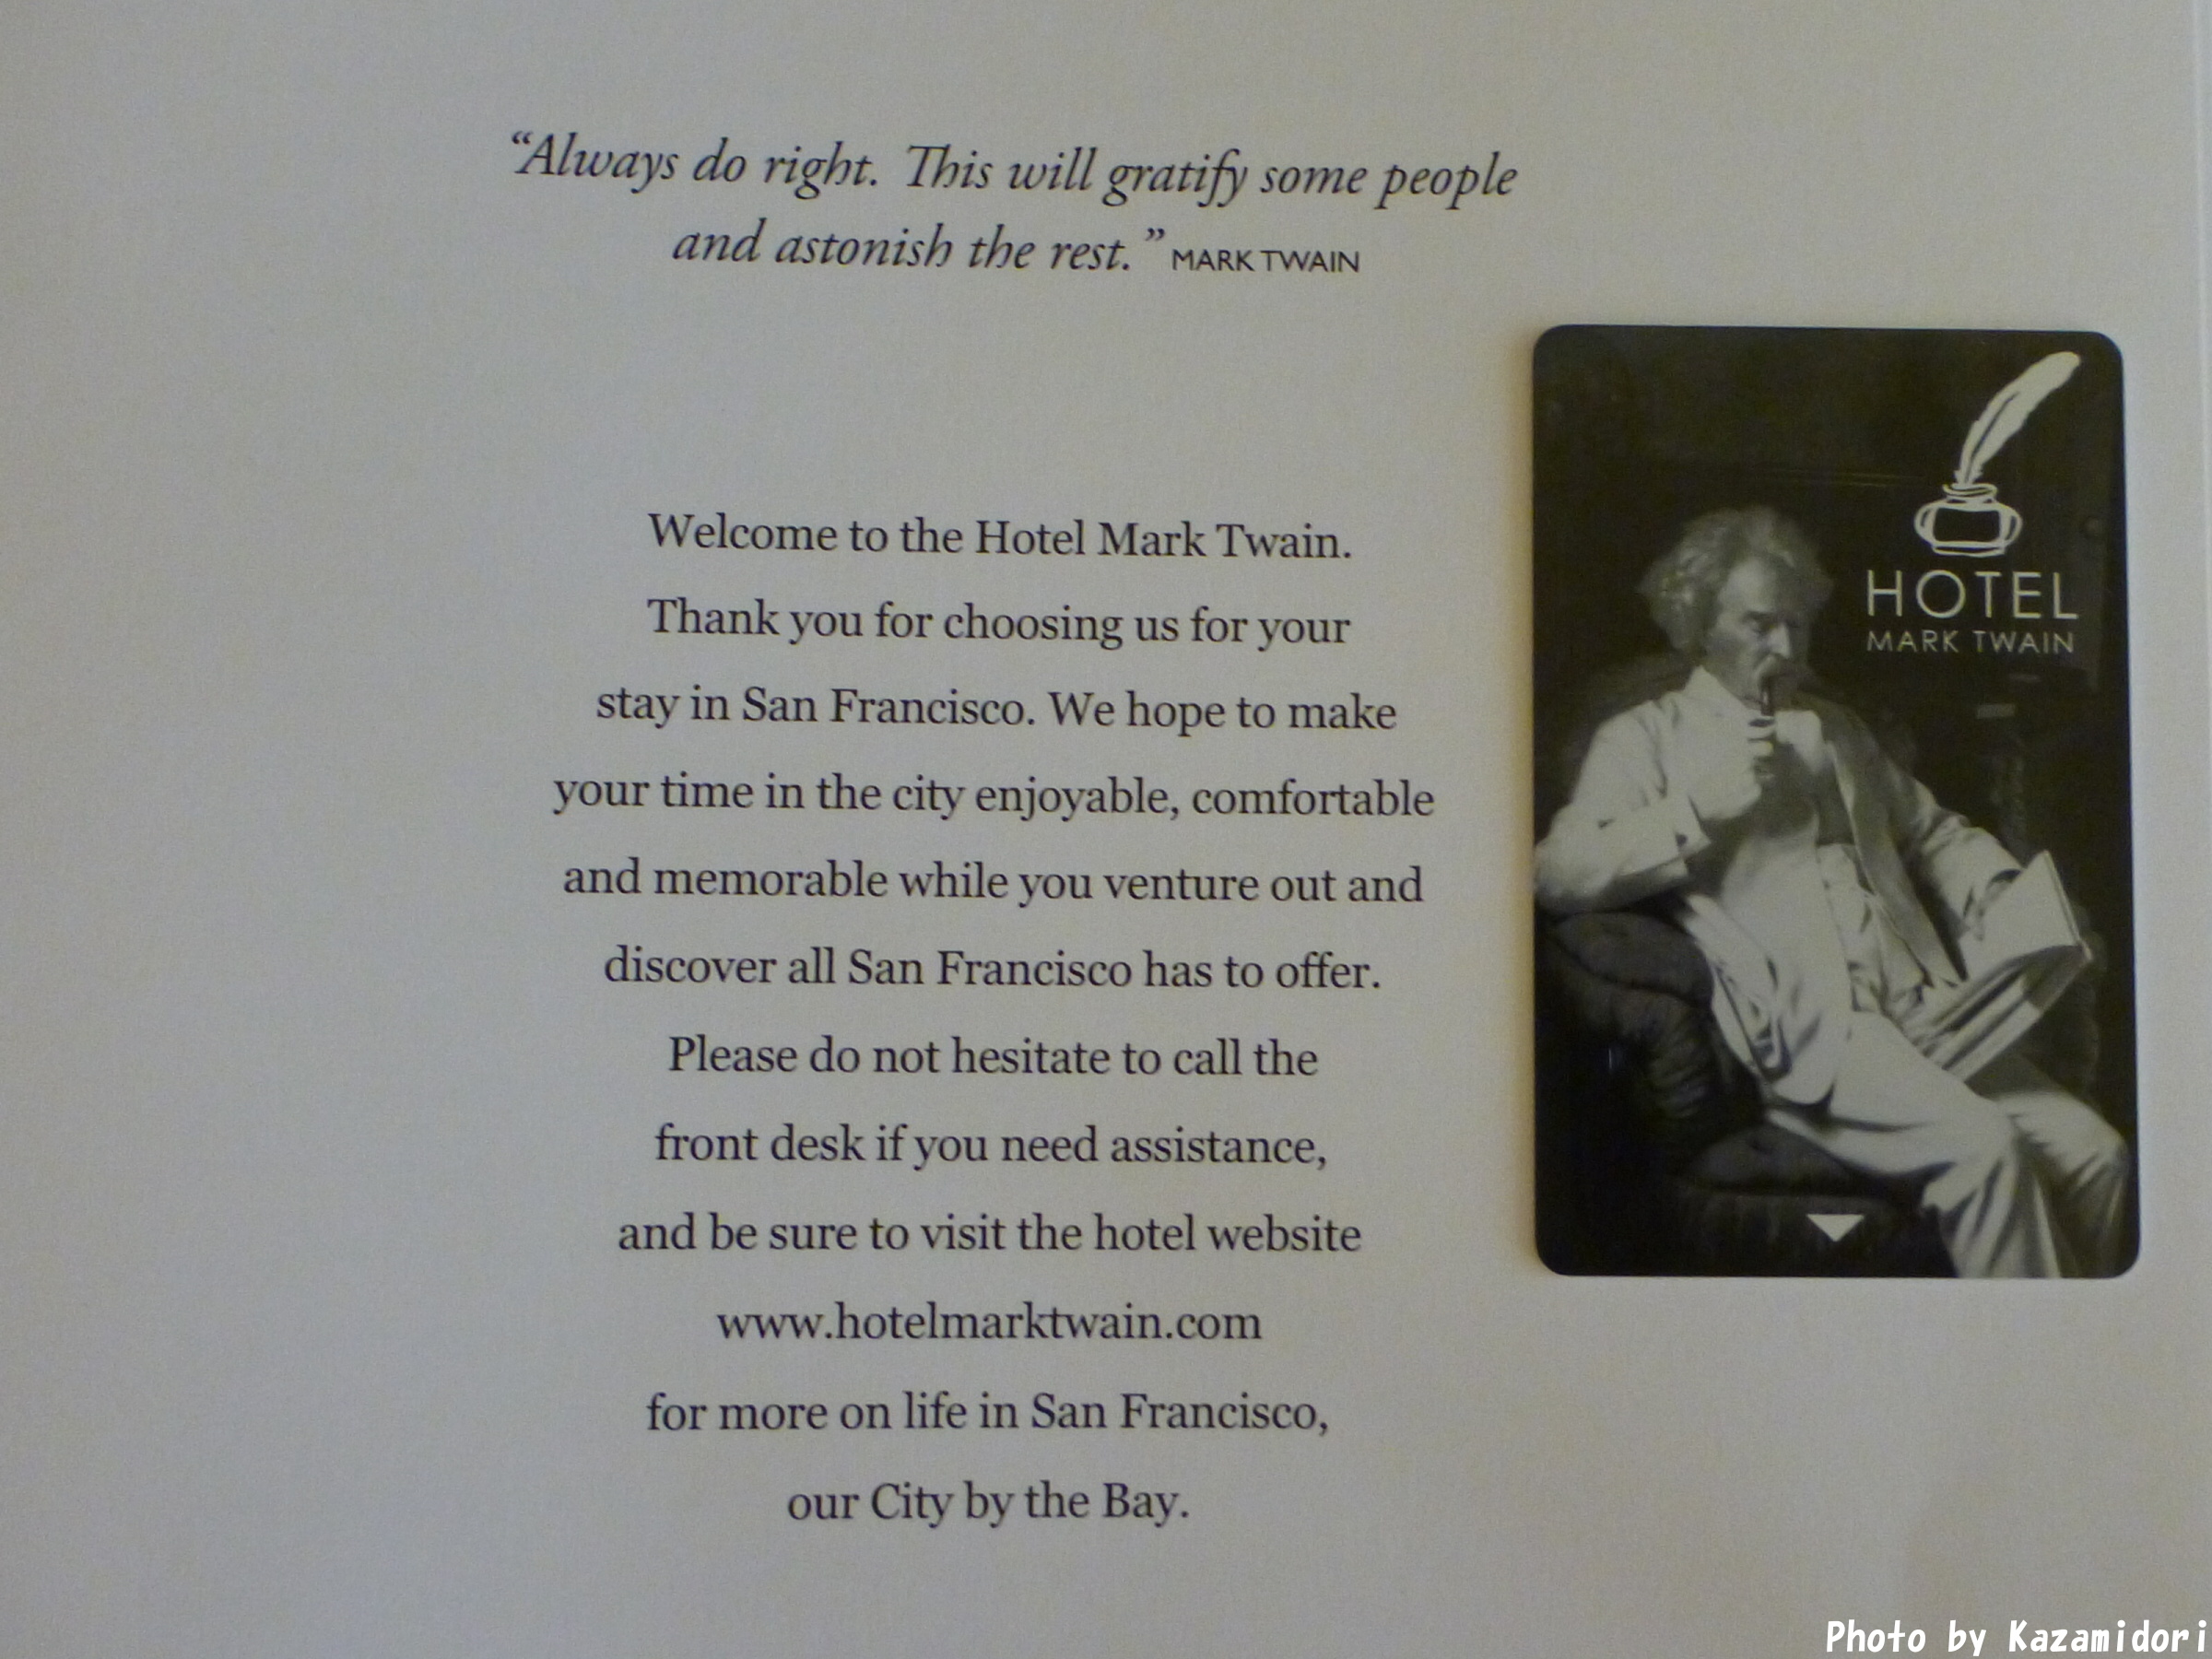 “Always do right. This will gratify some people
and astonish the rest.” MARK TWAIN
HOTEL
MARK TWAIN
Welcome to the Hotel Mark Twain.
Thank you for choosing us for your
stay in San Francisco. We hope to make
your time in the city enjoyable, comfortable
and memorable while you venture out and
discover all San Francisco has to offer.
Please do not hesitate to call the
front desk if you need assistance,
and be sure to visit the hotel website
www.hotelmarktwain.com
for more on life in San Francisco,
our City by the Bay.
Photo by Kazamidori